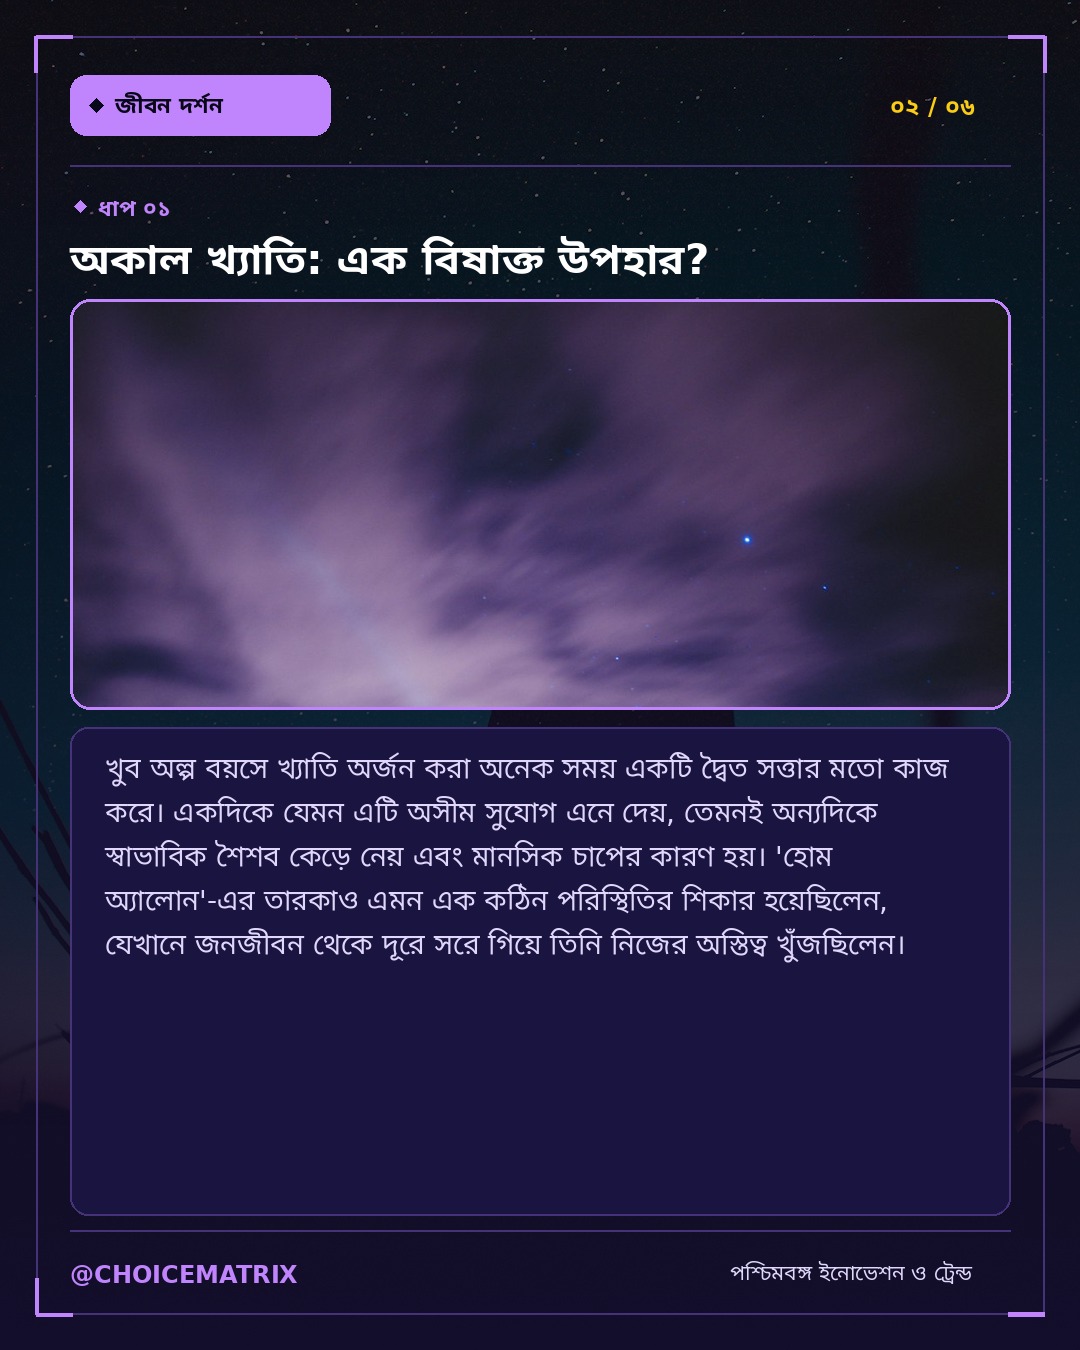 ◆ জীবন দর্শন
০২ / ০৬
◆ ধাপ ০১
অকাল খ্যাতি: এক বিষাক্ত উপহার?
খুব অল্প বয়সে খ্যাতি অর্জন করা অনেক সময় একটি দ্বৈত সত্তার মতো কাজ
করে। একদিকে যেমন এটি অসীম সুযোগ এনে দেয়, তেমনই অন্যদিকে
স্বাভাবিক শৈশব কেড়ে নেয় এবং মানসিক চাপের কারণ হয়। 'হোম
অ্যালোন'-এর তারকাও এমন এক কঠিন পরিস্থিতির শিকার হয়েছিলেন,
যেখানে জনজীবন থেকে দূরে সরে গিয়ে তিনি নিজের অস্তিত্ব খুঁজছিলেন।
@CHOICEMATRIX
পশ্চিমবঙ্গ ইনোভেশন ও ট্রেন্ড